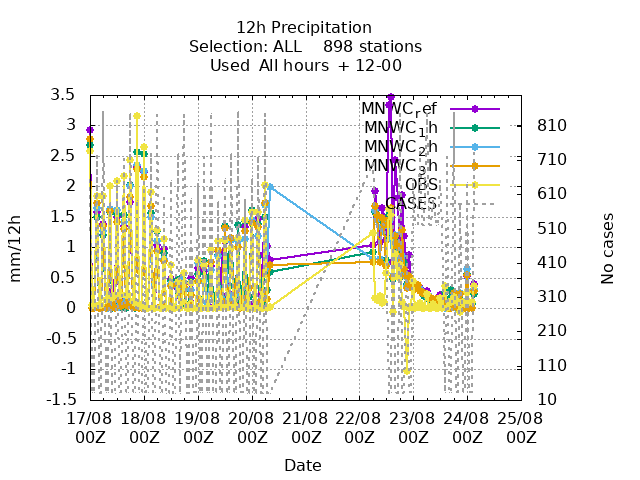 12h Precipitation
Selection: ALL    898 stations
Used  All hours  + 12-00
MNWC_ref
MNWC_1h
MNWC_2h
MNWC_3h
OBS
CASES
3.5
3
2.5
2
1.5
1
0.5
0
-0.5
-1
-1.5
mm/12h
810
710
610
510
410
310
210
110
10
No cases
17/08 18/08 19/08 20/08 21/08 22/08 23/08 24/08 25/08
00Z 00Z 00Z 00Z 00Z 00Z 00Z 00Z 00Z
Date